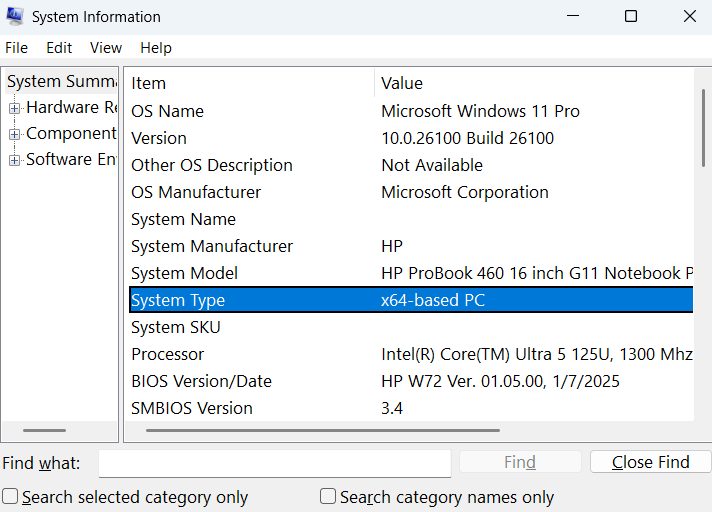 System Information
File Edit View Help
System Summa
Hardware Re
Component
Software En
Item Value
OS Name Microsoft Windows 11 Pro
Version 10.0.26100 Build 26100
Other OS Description Not Available
OS Manufacturer Microsoft Corporation
System Name
System Manufacturer HP
System Model HP ProBook 460 16 inch G11 Notebook P
System Type x64-based PC
System SKU
Processor Intel(R) Core(TM) Ultra 5 125U, 1300 Mhz
BIOS Version/Date HP W72 Ver. 01.05.00, 1/7/2025
SMBIOS Version 3.4
Find what: Find Close Find
Search selected category only Search category names only